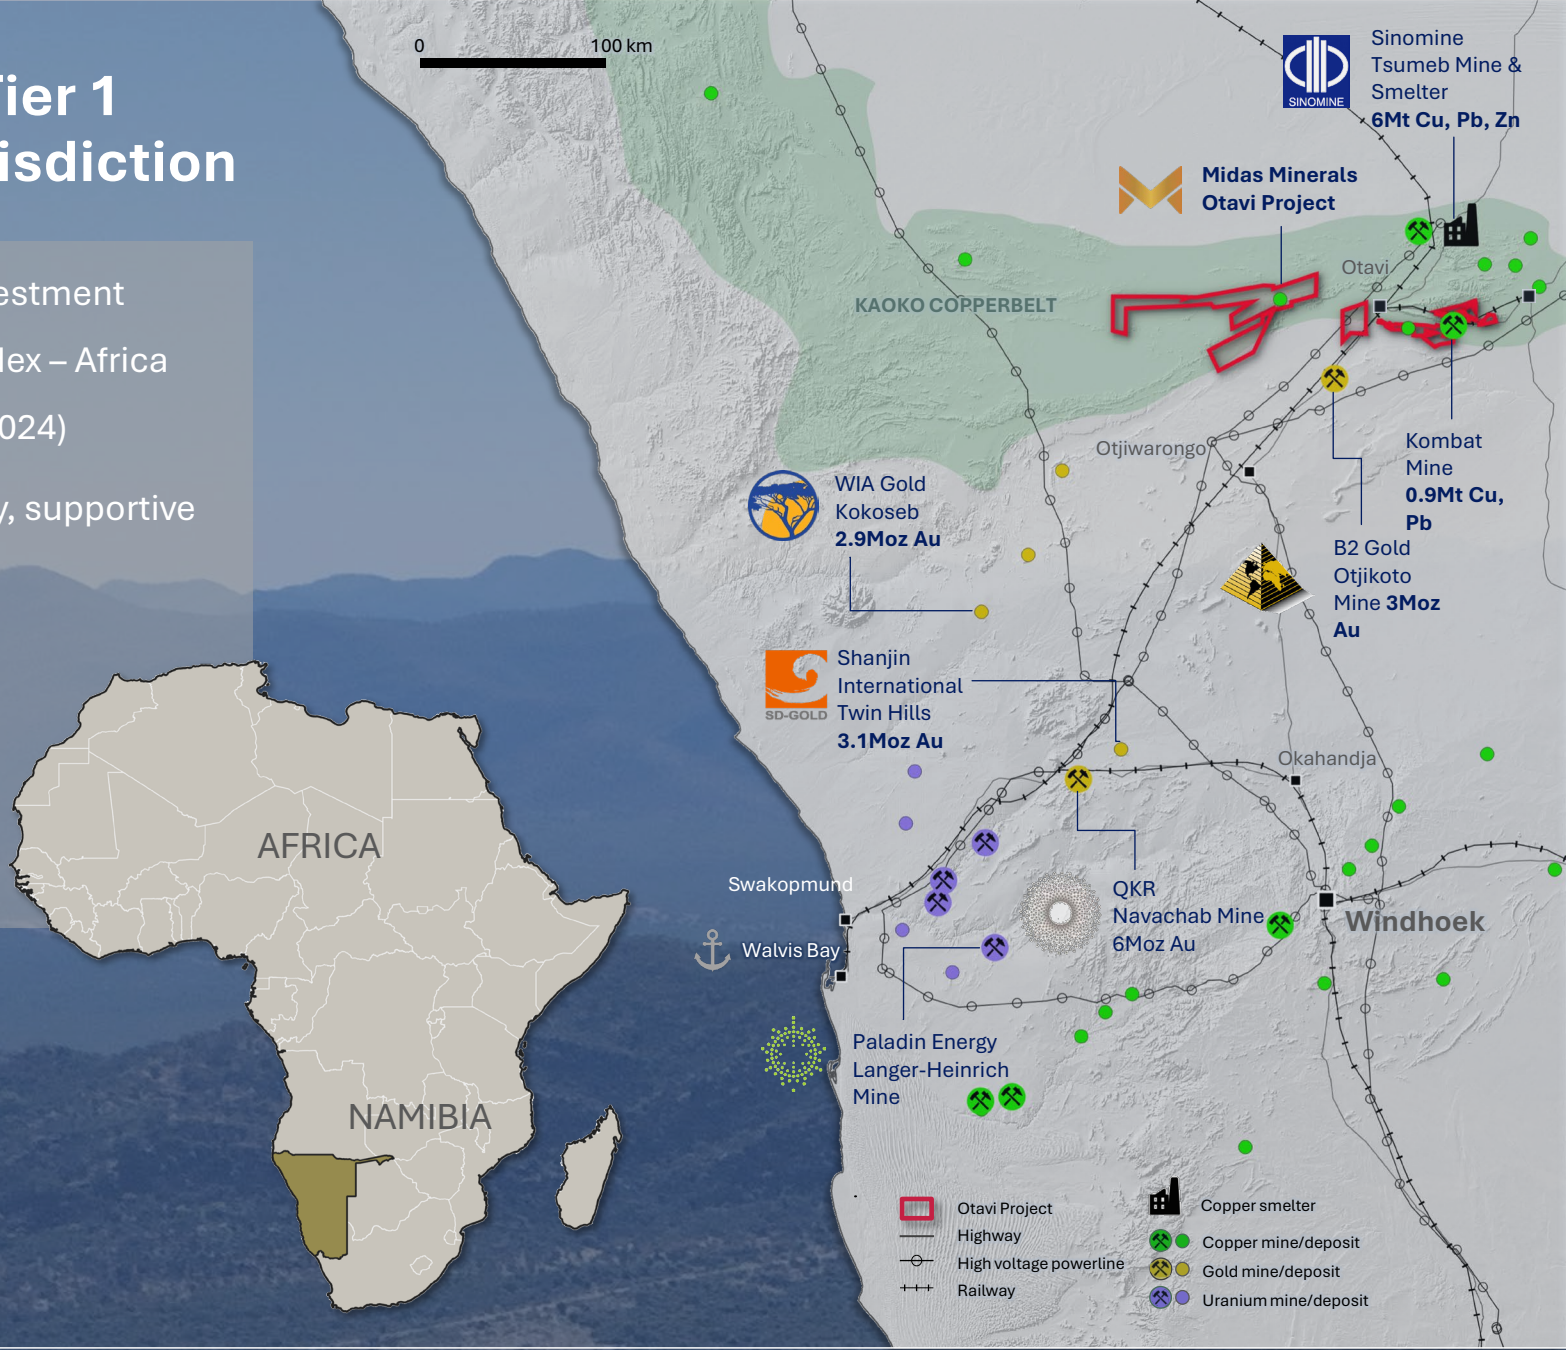 Tier 1
isdiction
estment
lex – Africa
024)
y, supportive
0 100 km
Sinomine
Tsumeb Mine &
Smelter
6Mt Cu, Pb, Zn
SINOMINE
Midas Minerals
Otavi Project
Otavi
KAOKO COPPERBELT
Otjiwarongo
Kombat
Mine
0.9Mt Cu,
Pb
WIA Gold
Kokoseb
2.9Moz Au
B2 Gold
Otjikoto
Mine 3Moz
Au
Shanjin
International
Twin Hills
3.1Moz Au
SD-GOLD
Okahandja
AFRICA
Swakopmund
QKR
Navachab Mine
6Moz Au
Windhoek
Walvis Bay
Paladin Energy
Langer-Heinrich
Mine
NAMIBIA
Otavi Project
Highway
High voltage powerline
Railway
Copper smelter
Copper mine/deposit
Gold mine/deposit
Uranium mine/deposit